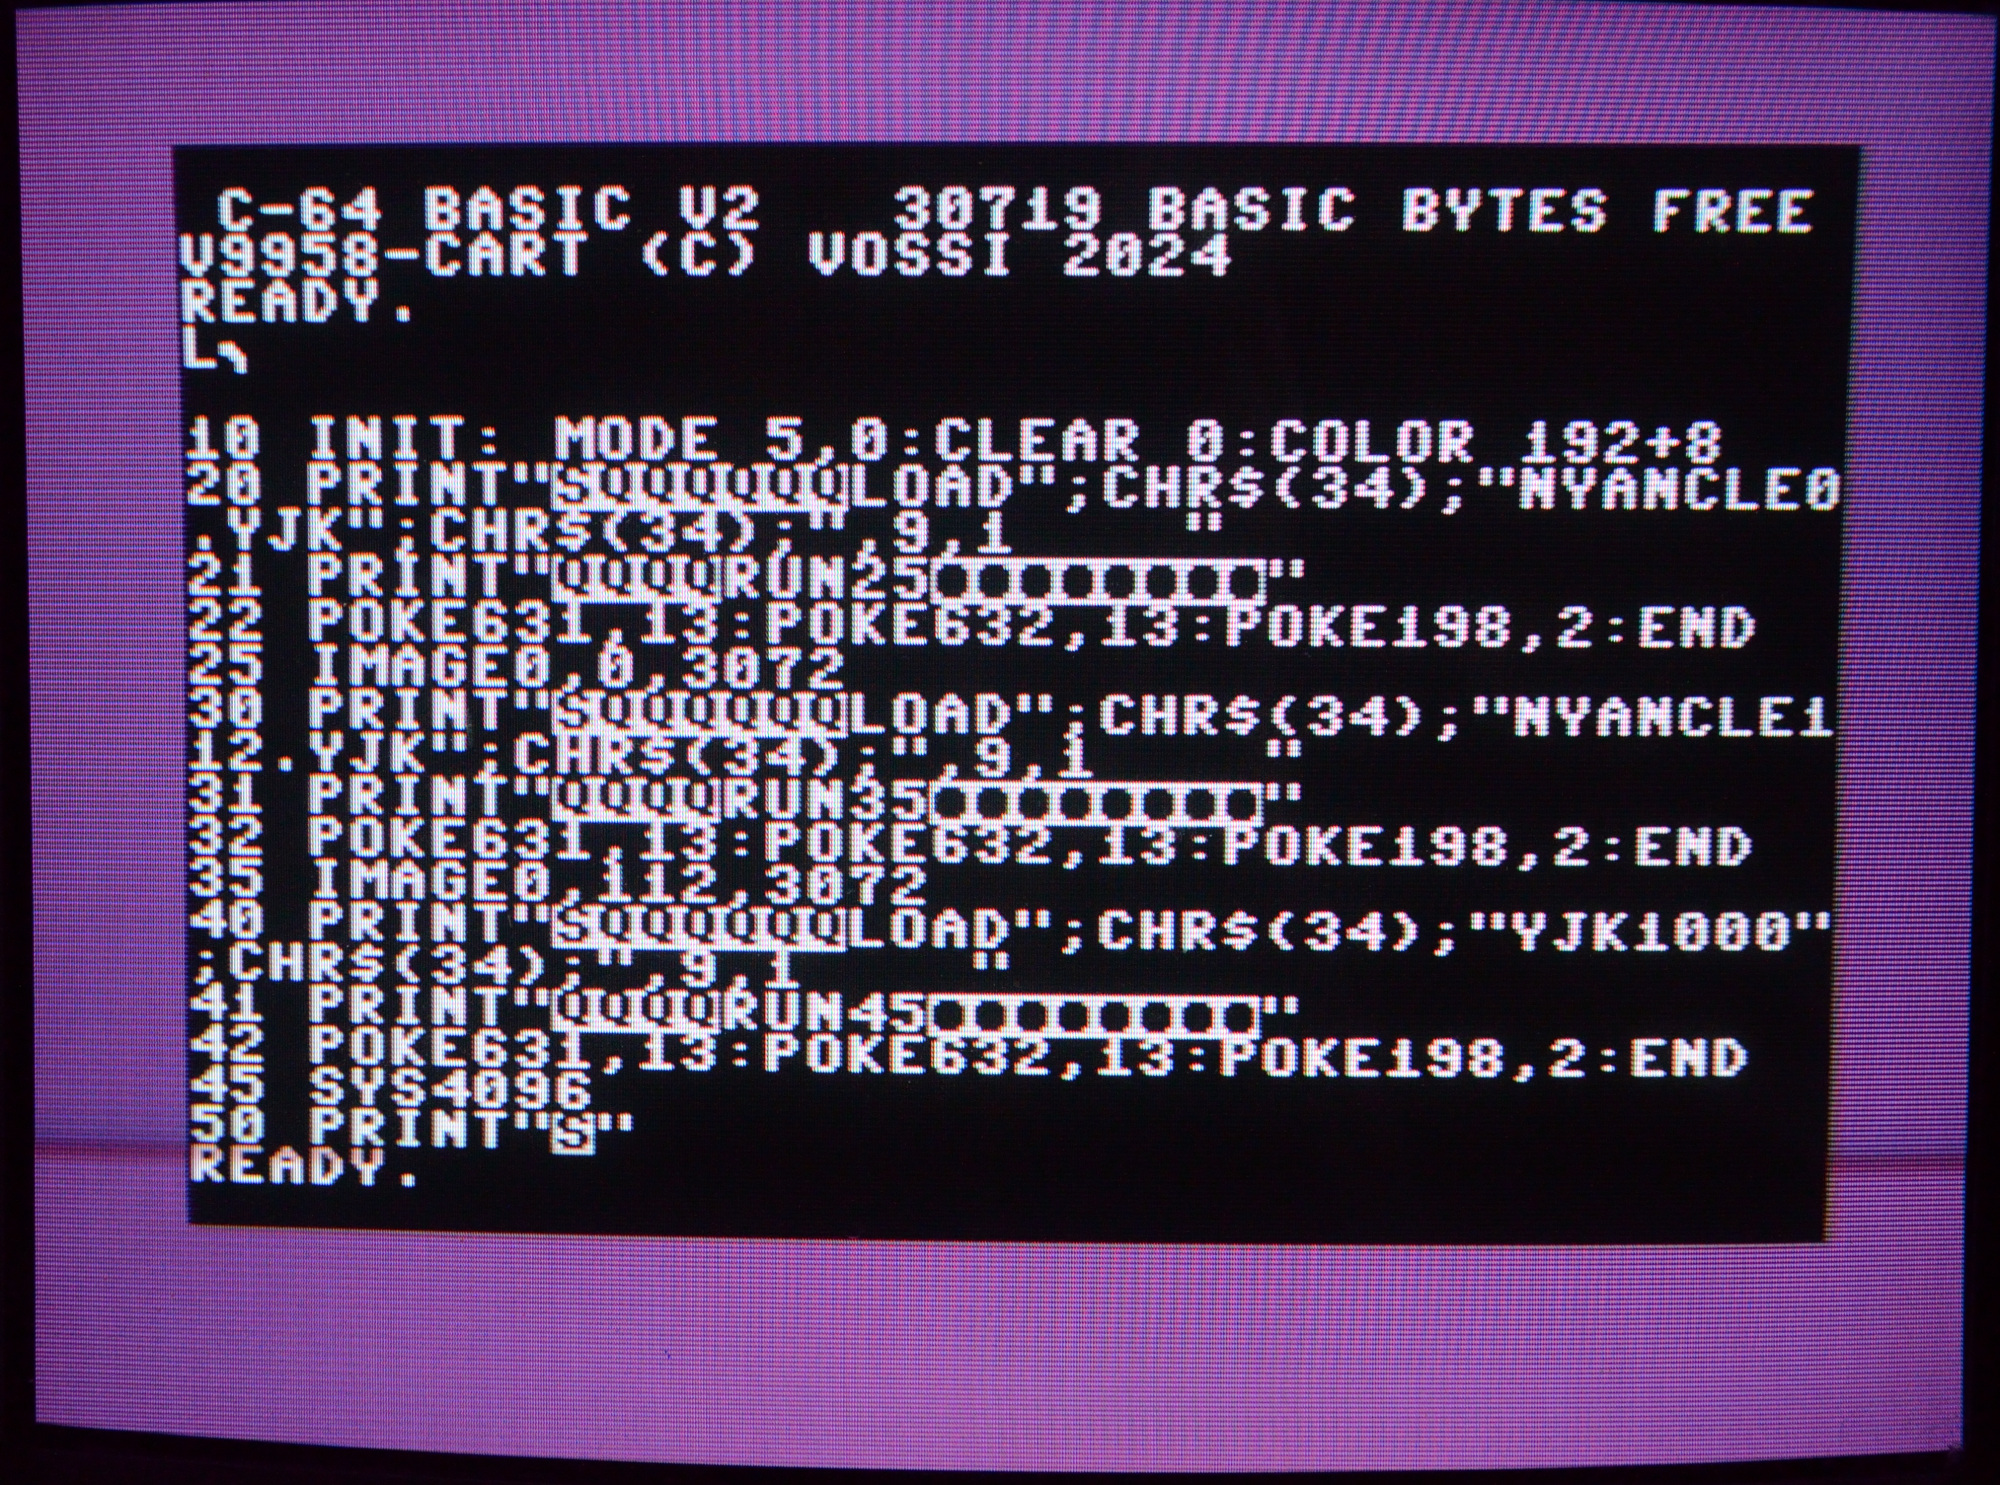 C-64 BASIC V2   30719 BASIC BYTES FREE
V9958-CART (C) VOSSI 2024
READY.
L╮

10 INIT: MODE 5,0:CLEAR 0:COLOR 192+8
20 PRINT"SQQQQQQLOAD";CHR$(34);"NYANCLE0
.YJK";CHR$(34);",9,1       "
21 PRINT"QQQQRUN25○○○○○○○○"
22 POKE631,13:POKE632,13:POKE198,2:END
25 IMAGE0,0,3072
30 PRINT"SQQQQQQLOAD";CHR$(34);"NYANCLE1
12.YJK";CHR$(34);",9,1       "
31 PRINT"QQQQRUN35○○○○○○○○"
32 POKE631,13:POKE632,13:POKE198,2:END
35 IMAGE0,112,3072
40 PRINT"SQQQQQQLOAD";CHR$(34);"YJK1000"
;CHR$(34);",9,1       "
41 PRINT"QQQQRUN45○○○○○○○○"
42 POKE631,13:POKE632,13:POKE198,2:END
45 SYS4096
50 PRINT"S"
READY.